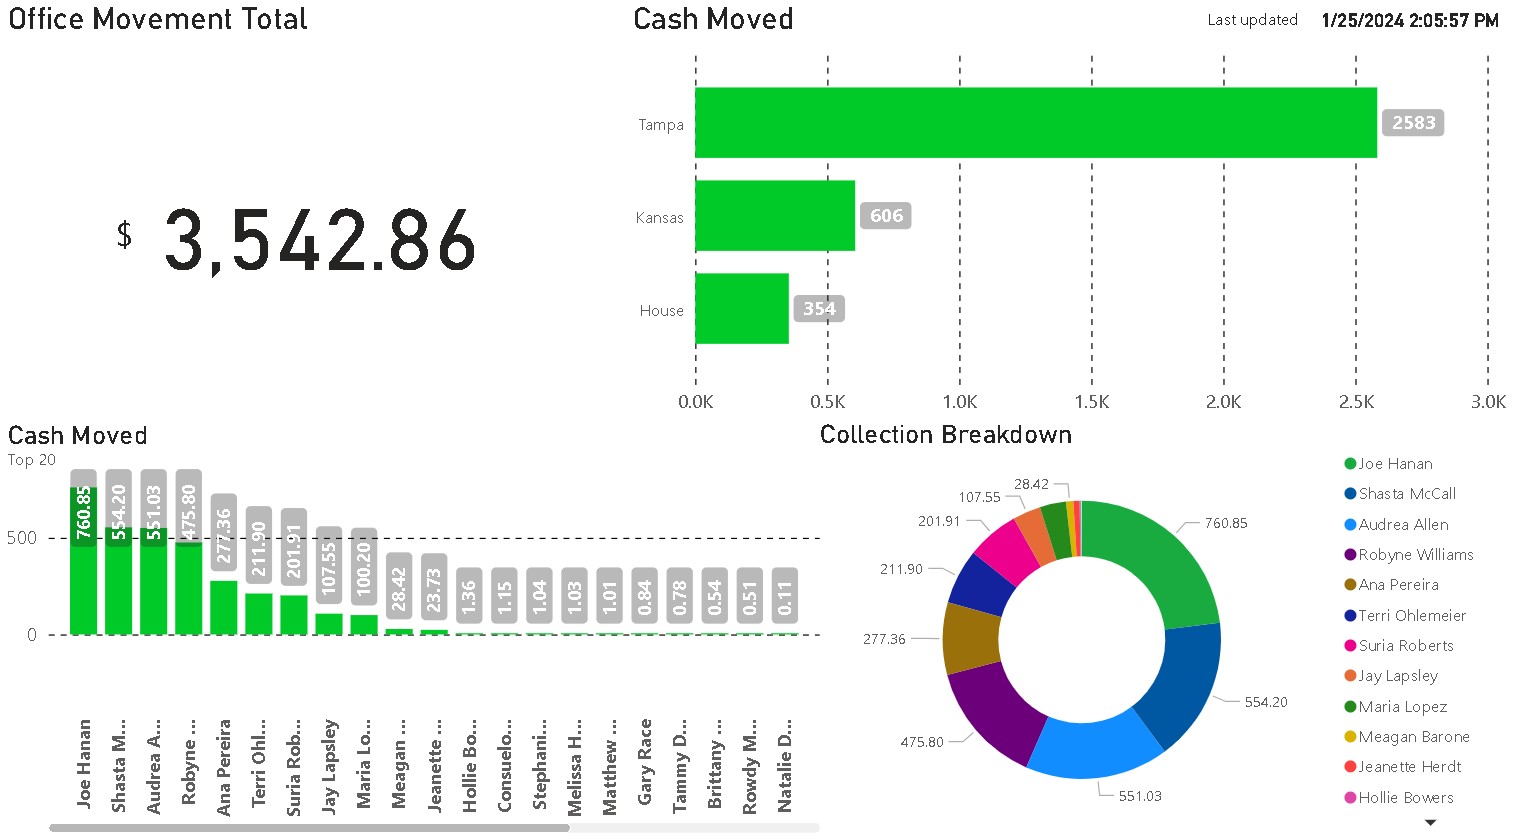 Office Movement Total
$ 3,542.86
Cash Moved
Last updated 1/25/2024 2:05:57 PM
Tampa 2583
Kansas 606
House 354
0.0K 0.5K 1.0K 1.5K 2.0K 2.5K 3.0K
Cash Moved
Top 20
500
0
760.85 554.20 551.03 475.80 277.36 211.90 201.91 107.55 100.20 28.42 23.73 1.36 1.15 1.04 1.03 1.01 0.84 0.78 0.54 0.51 0.11
Joe Hanan
Shasta M...
Audrea A...
Robyne ...
Ana Pereira
Terri Ohl...
Suria Rob...
Jay Lapsley
Maria Lo...
Meagan ...
Jeanette ...
Hollie Bo...
Consuelo...
Stephani...
Melissa H...
Matthew ...
Gary Race
Tammy D...
Brittany ...
Rowdy M...
Natalie D...
Collection Breakdown
28.42
107.55
201.91
211.90
277.36
475.80
551.03
554.20
760.85
Joe Hanan
Shasta McCall
Audrea Allen
Robyne Williams
Ana Pereira
Terri Ohlemeier
Suria Roberts
Jay Lapsley
Maria Lopez
Meagan Barone
Jeanette Herdt
Hollie Bowers